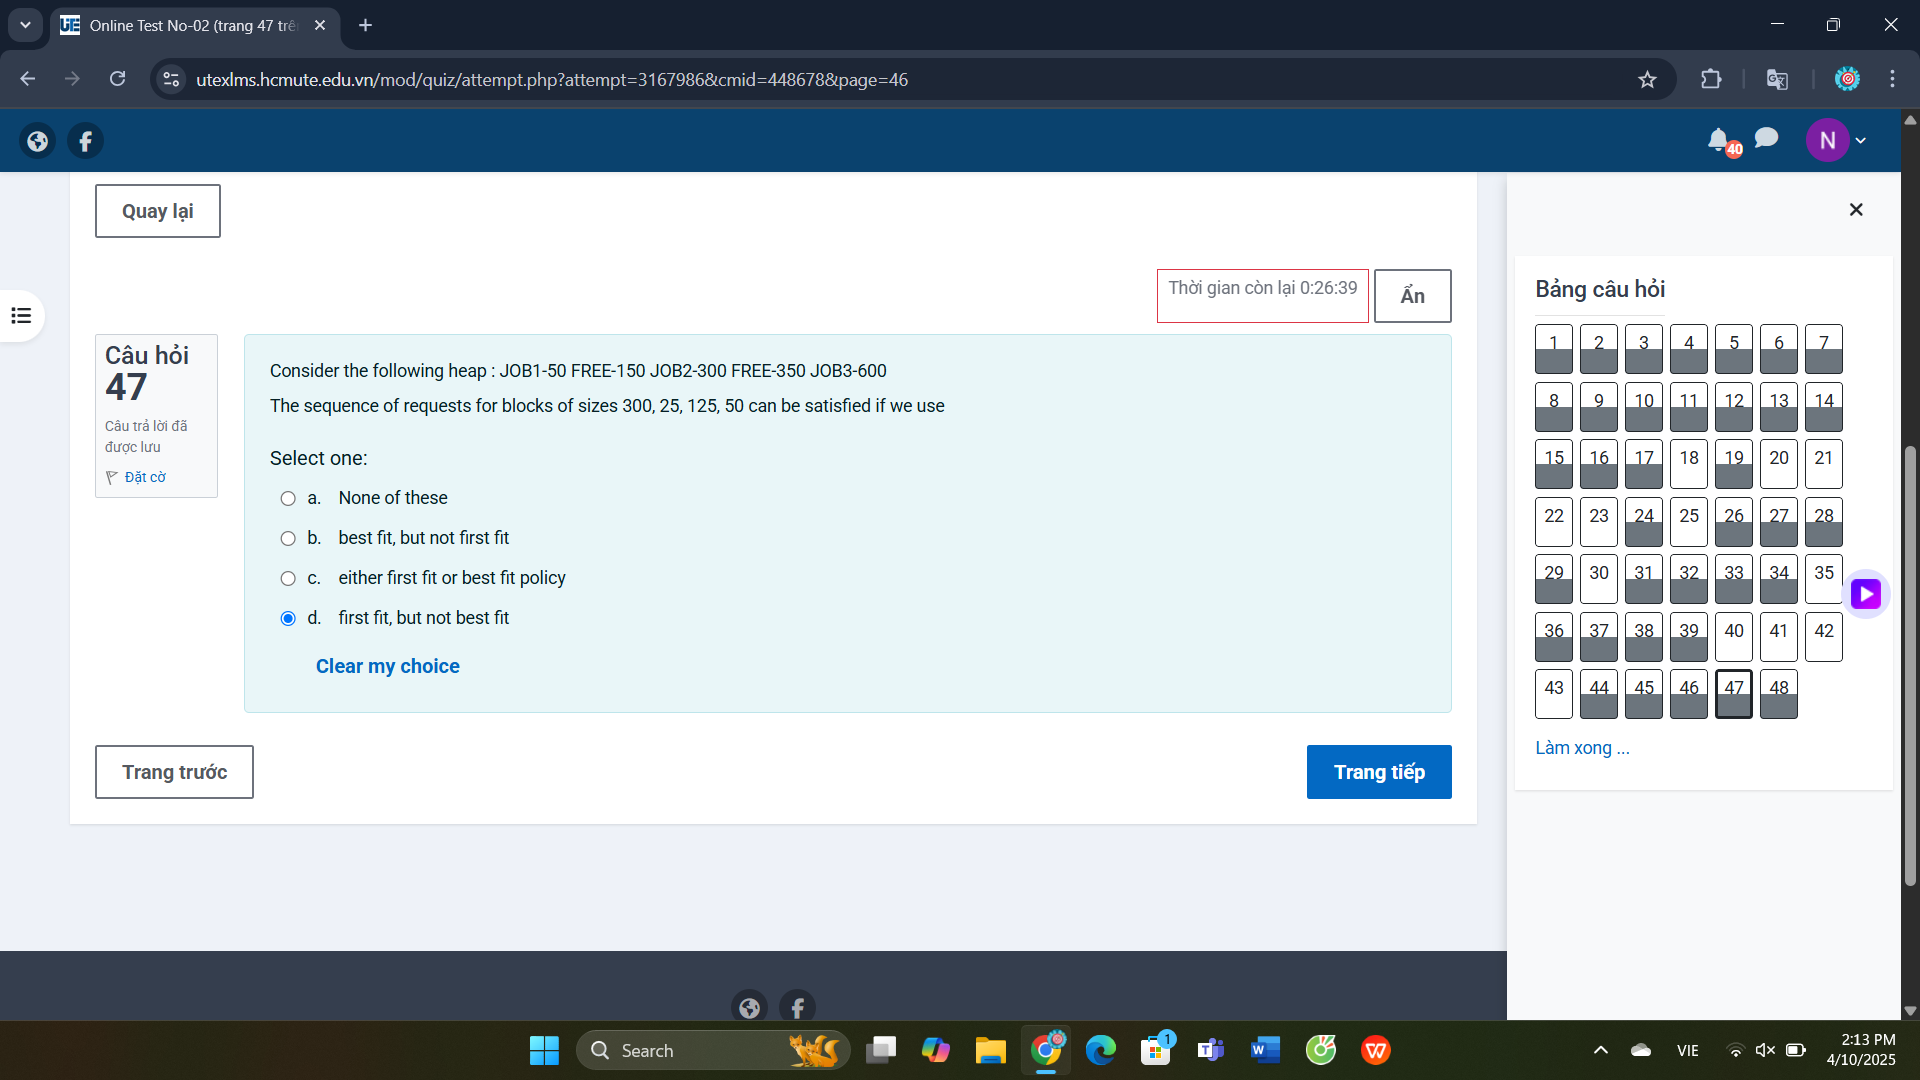 Online Test No-02 (trang 47 trê
utexlms.hcmute.edu.vn/mod/quiz/attempt.php?attempt=3167986&cmid=448678&page=46
40
N
Quay lại
Thời gian còn lại 0:26:39
Ẩn
Câu hỏi
47
Câu trả lời đã
được lưu
Đặt cờ
Consider the following heap : JOB1-50 FREE-150 JOB2-300 FREE-350 JOB3-600
The sequence of requests for blocks of sizes 300, 25, 125, 50 can be satisfied if we use
Select one:
a. None of these
b. best fit, but not first fit
c. either first fit or best fit policy
d. first fit, but not best fit
Clear my choice
Trang trước
Trang tiếp
Bảng câu hỏi
1 2 3 4 5 6 7
8 9 10 11 12 13 14
15 16 17 18 19 20 21
22 23 24 25 26 27 28
29 30 31 32 33 34 35
36 37 38 39 40 41 42
43 44 45 46 47 48
Làm xong ...
Search
1
VIE
2:13 PM
4/10/2025